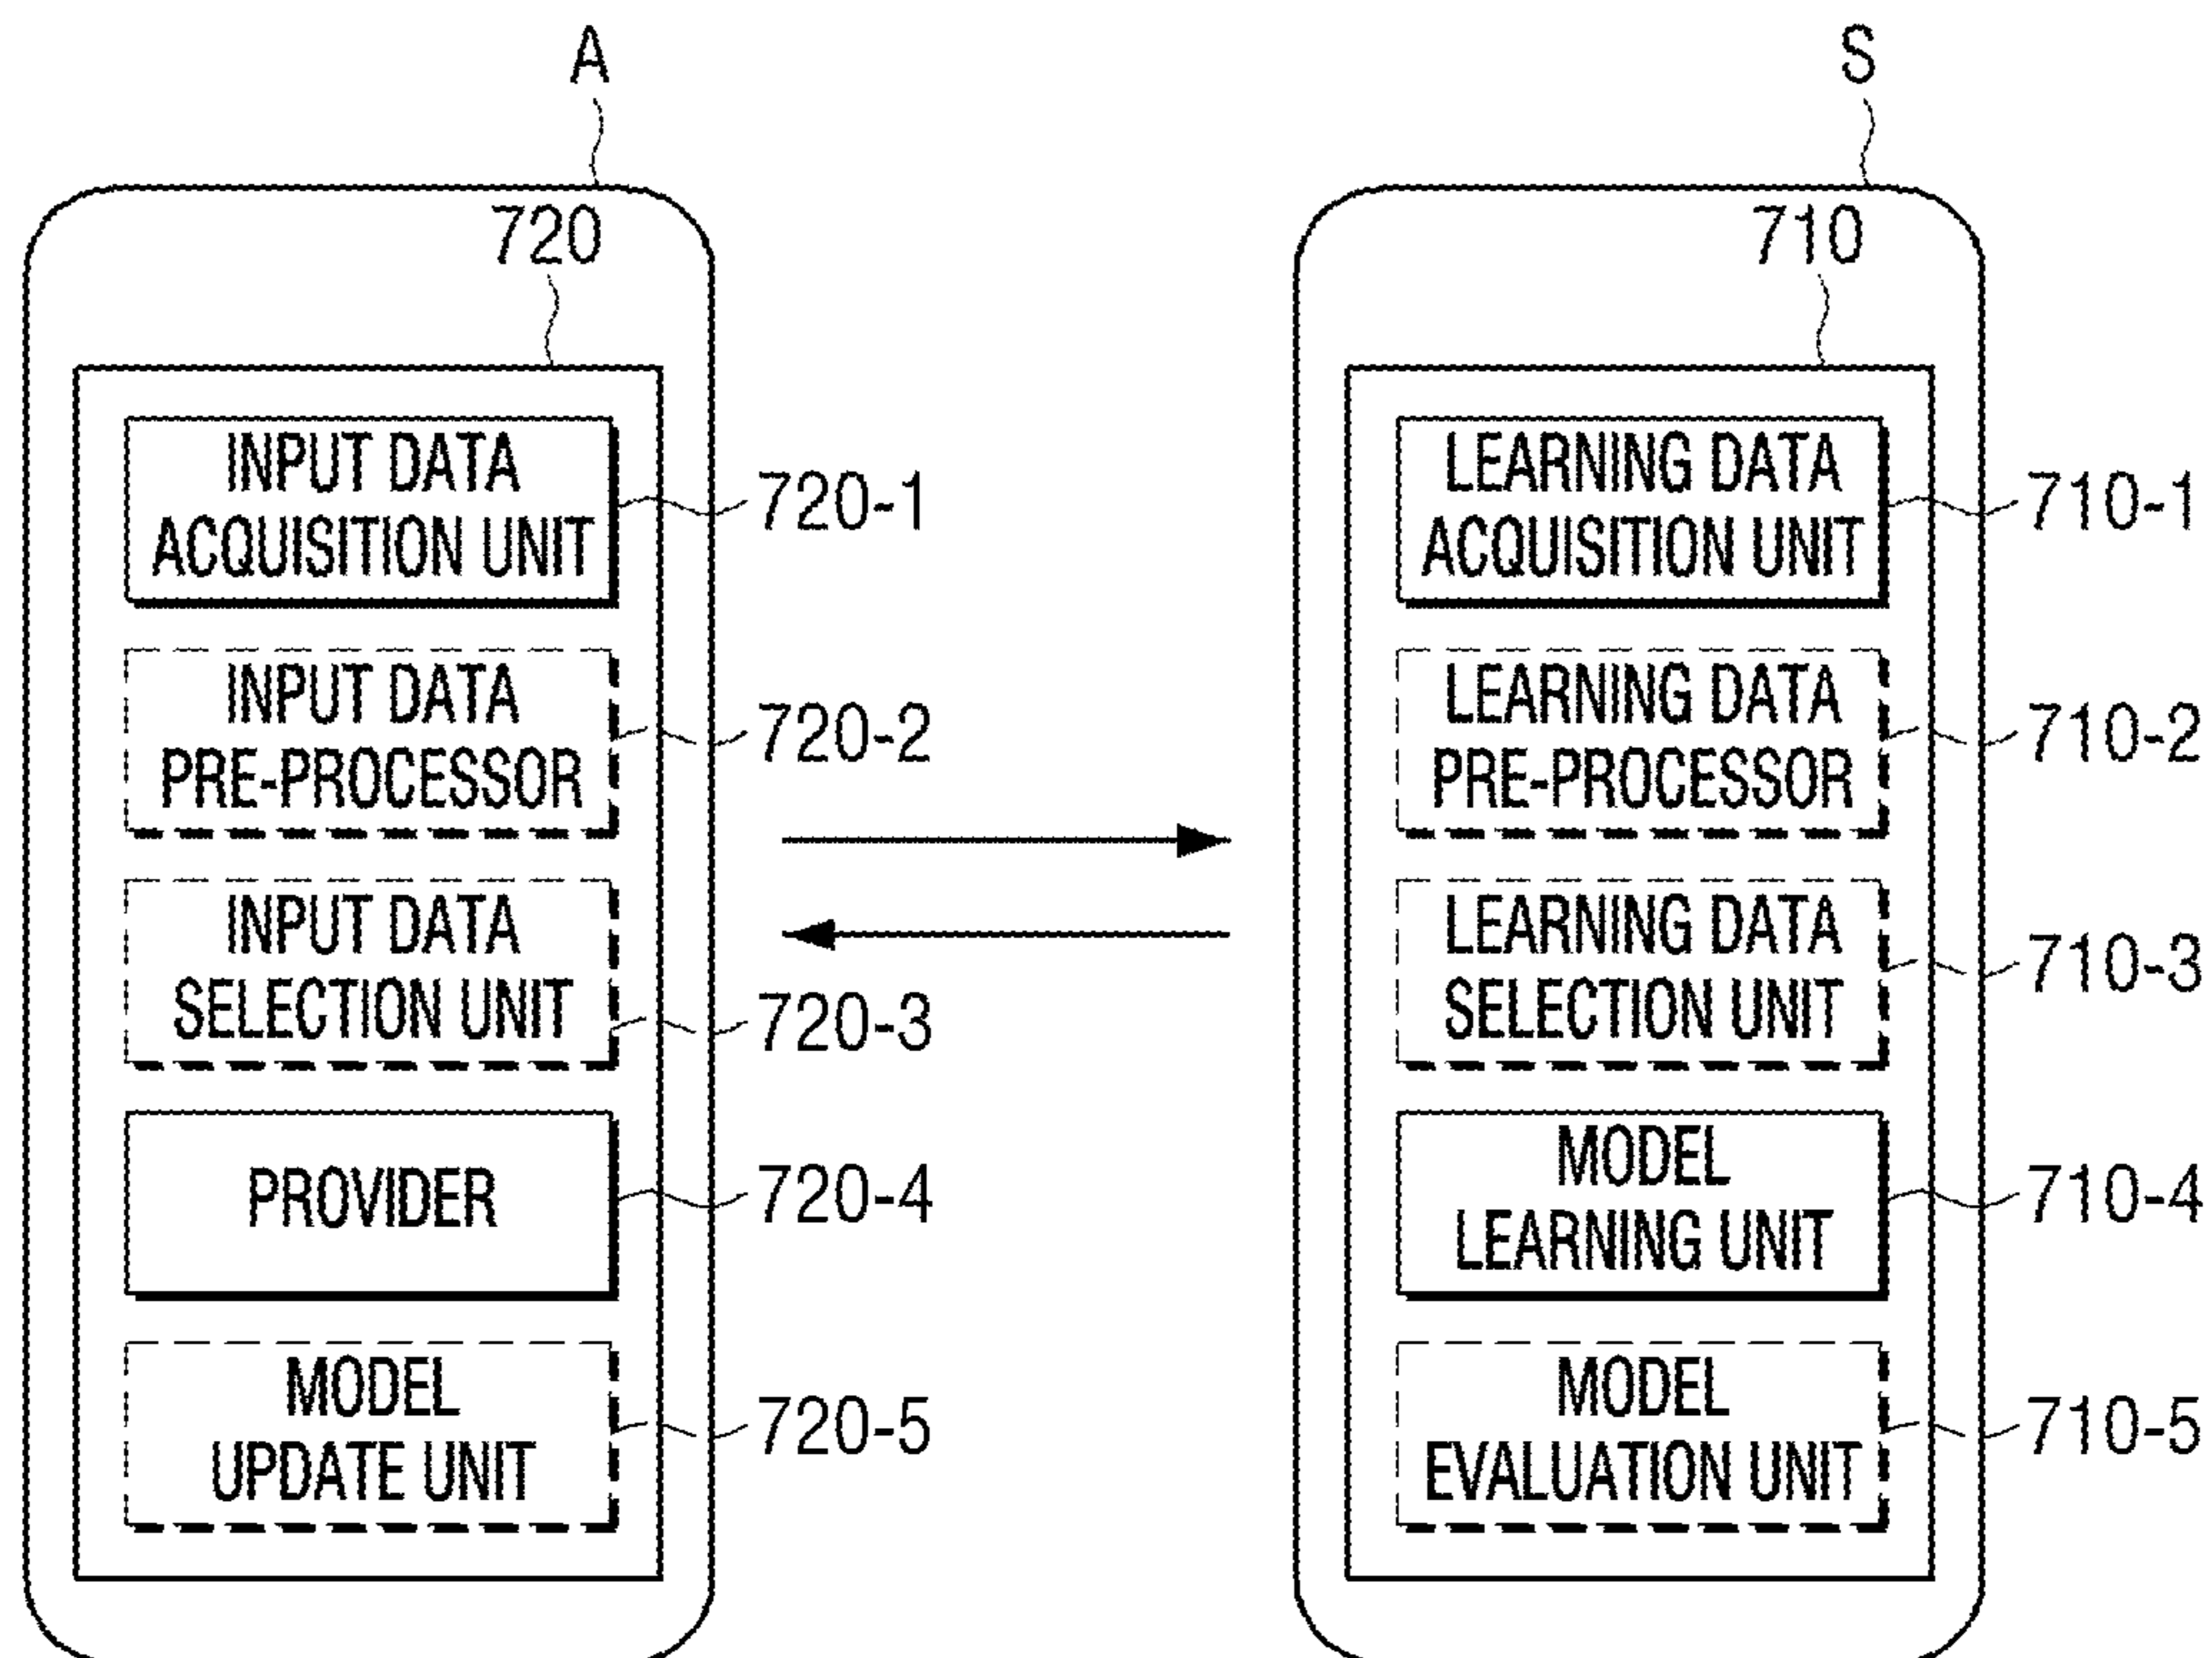 A
720
INPUT DATA
ACQUISITION UNIT
720-1
INPUT DATA
PRE-PROCESSOR
720-2
INPUT DATA
SELECTION UNIT
720-3
PROVIDER
720-4
MODEL
UPDATE UNIT
720-5
S
710
LEARNING DATA
ACQUISITION UNIT
710-1
LEARNING DATA
PRE-PROCESSOR
710-2
LEARNING DATA
SELECTION UNIT
710-3
MODEL
LEARNING UNIT
710-4
MODEL
EVALUATION UNIT
710-5